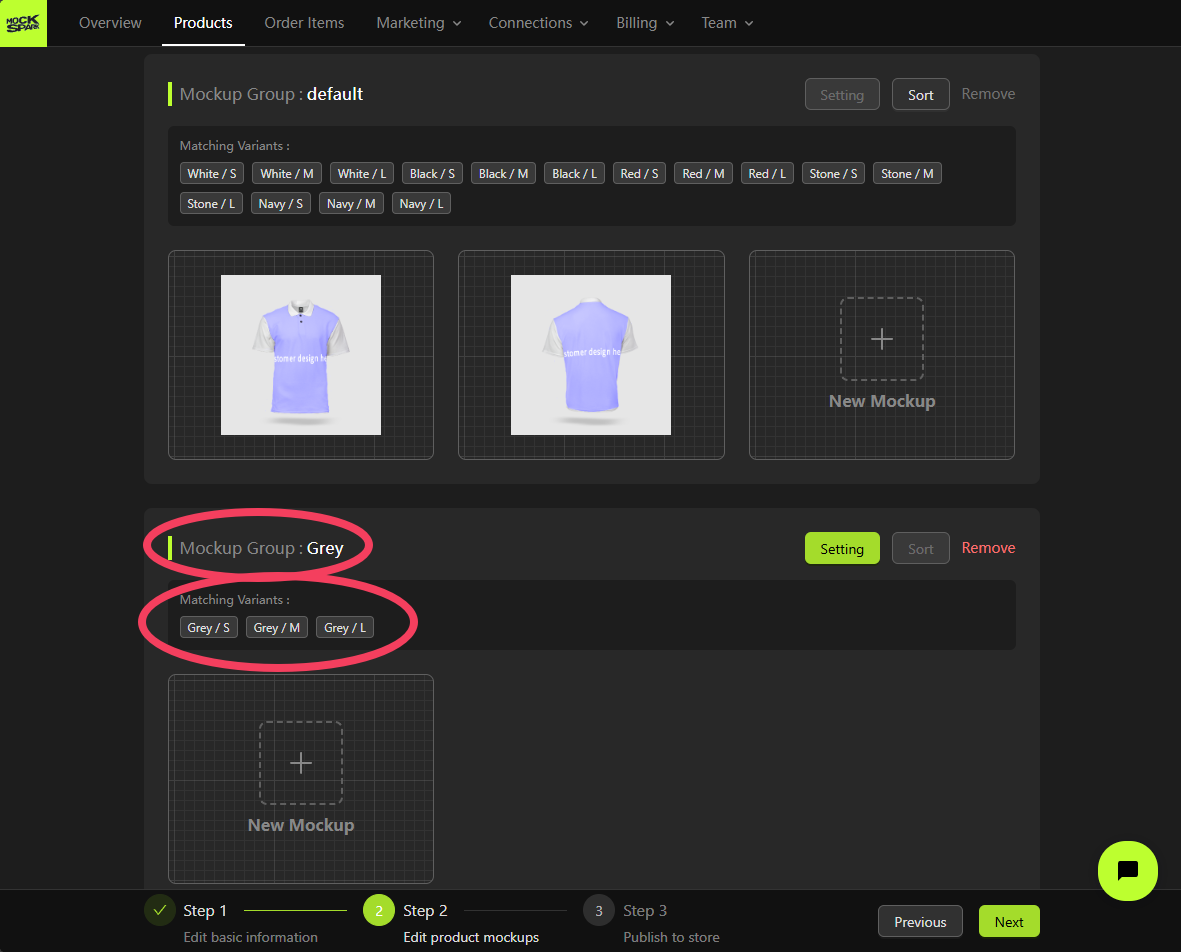 MOCK
SPARK
Overview Products Order Items Marketing Connections Billing Team
Mockup Group : default Setting Sort Remove
Matching Variants :
White / S White / M White / L Black / S Black / M Black / L Red / S Red / M Red / L Stone / S Stone / M
Stone / L Navy / S Navy / M Navy / L
stomer design he
stomer design he
New Mockup
Mockup Group : Grey Setting Sort Remove
Matching Variants :
Grey / S Grey / M Grey / L
New Mockup
Step 1 2 Step 2 3 Step 3
Edit basic information Edit product mockups Publish to store
Previous Next